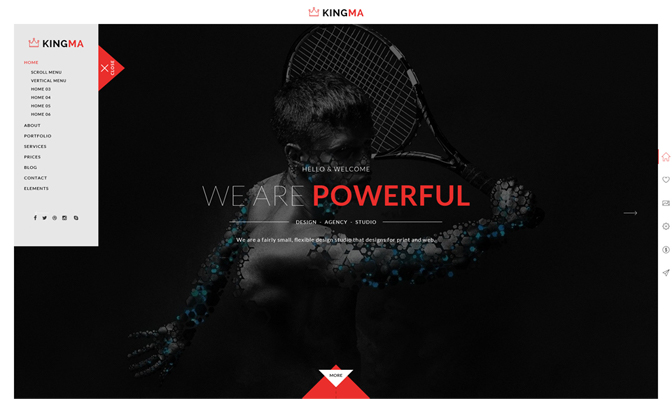 KINGMA
KINGMA
CLOSE
HOME
SCROLL MENU
VERTICAL MENU
HOME 03
HOME 04
HOME 05
HOME 06
ABOUT
PORTFOLIO
SERVICES
PRICES
BLOG
CONTACT
ELEMENTS
HELLO & WELCOME
WE ARE POWERFUL
DESIGN - AGENCY - STUDIO
We are a fairly small, flexible design studio that designs for print and web.
MORE